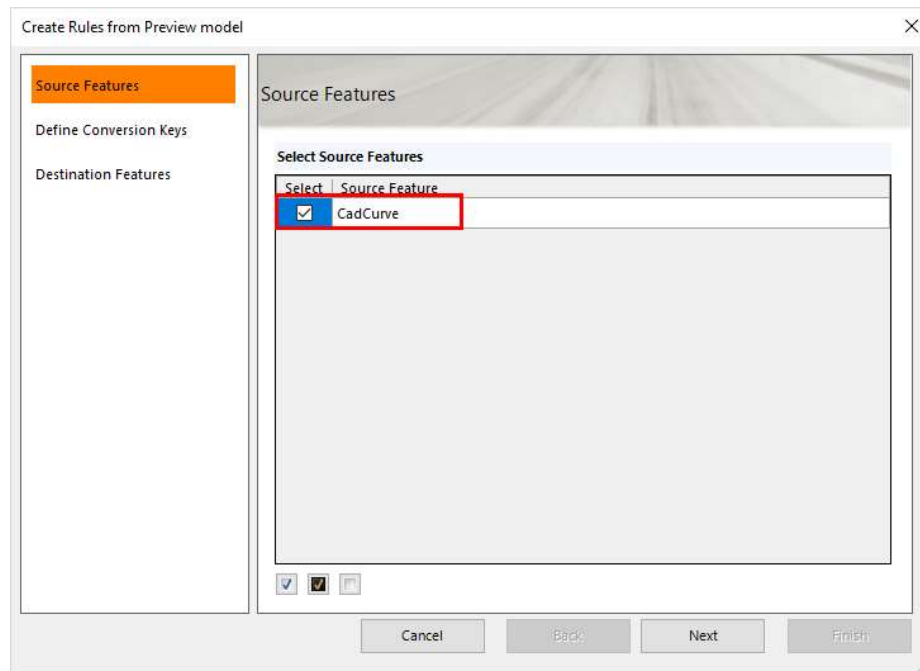 Create Rules from Preview model
Source Features
Define Conversion Keys
Destination Features
Source Features
Select Source Features
Select Source Feature
CadCurve
Cancel Back Next Finish